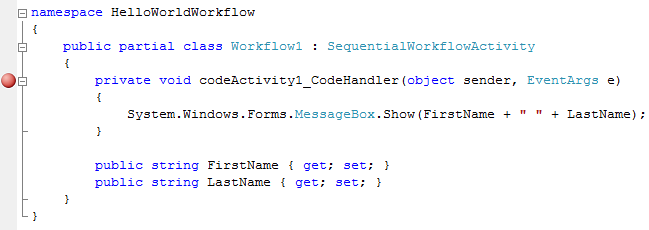 namespace HelloWorldWorkflow
{
    public partial class Workflow1 : SequentialWorkflowActivity
    {
        private void codeActivity1_CodeHandler(object sender, EventArgs e)
        {
            System.Windows.Forms.MessageBox.Show(FirstName + " " + LastName);
        }

        public string FirstName { get; set; }
        public string LastName { get; set; }
    }
}